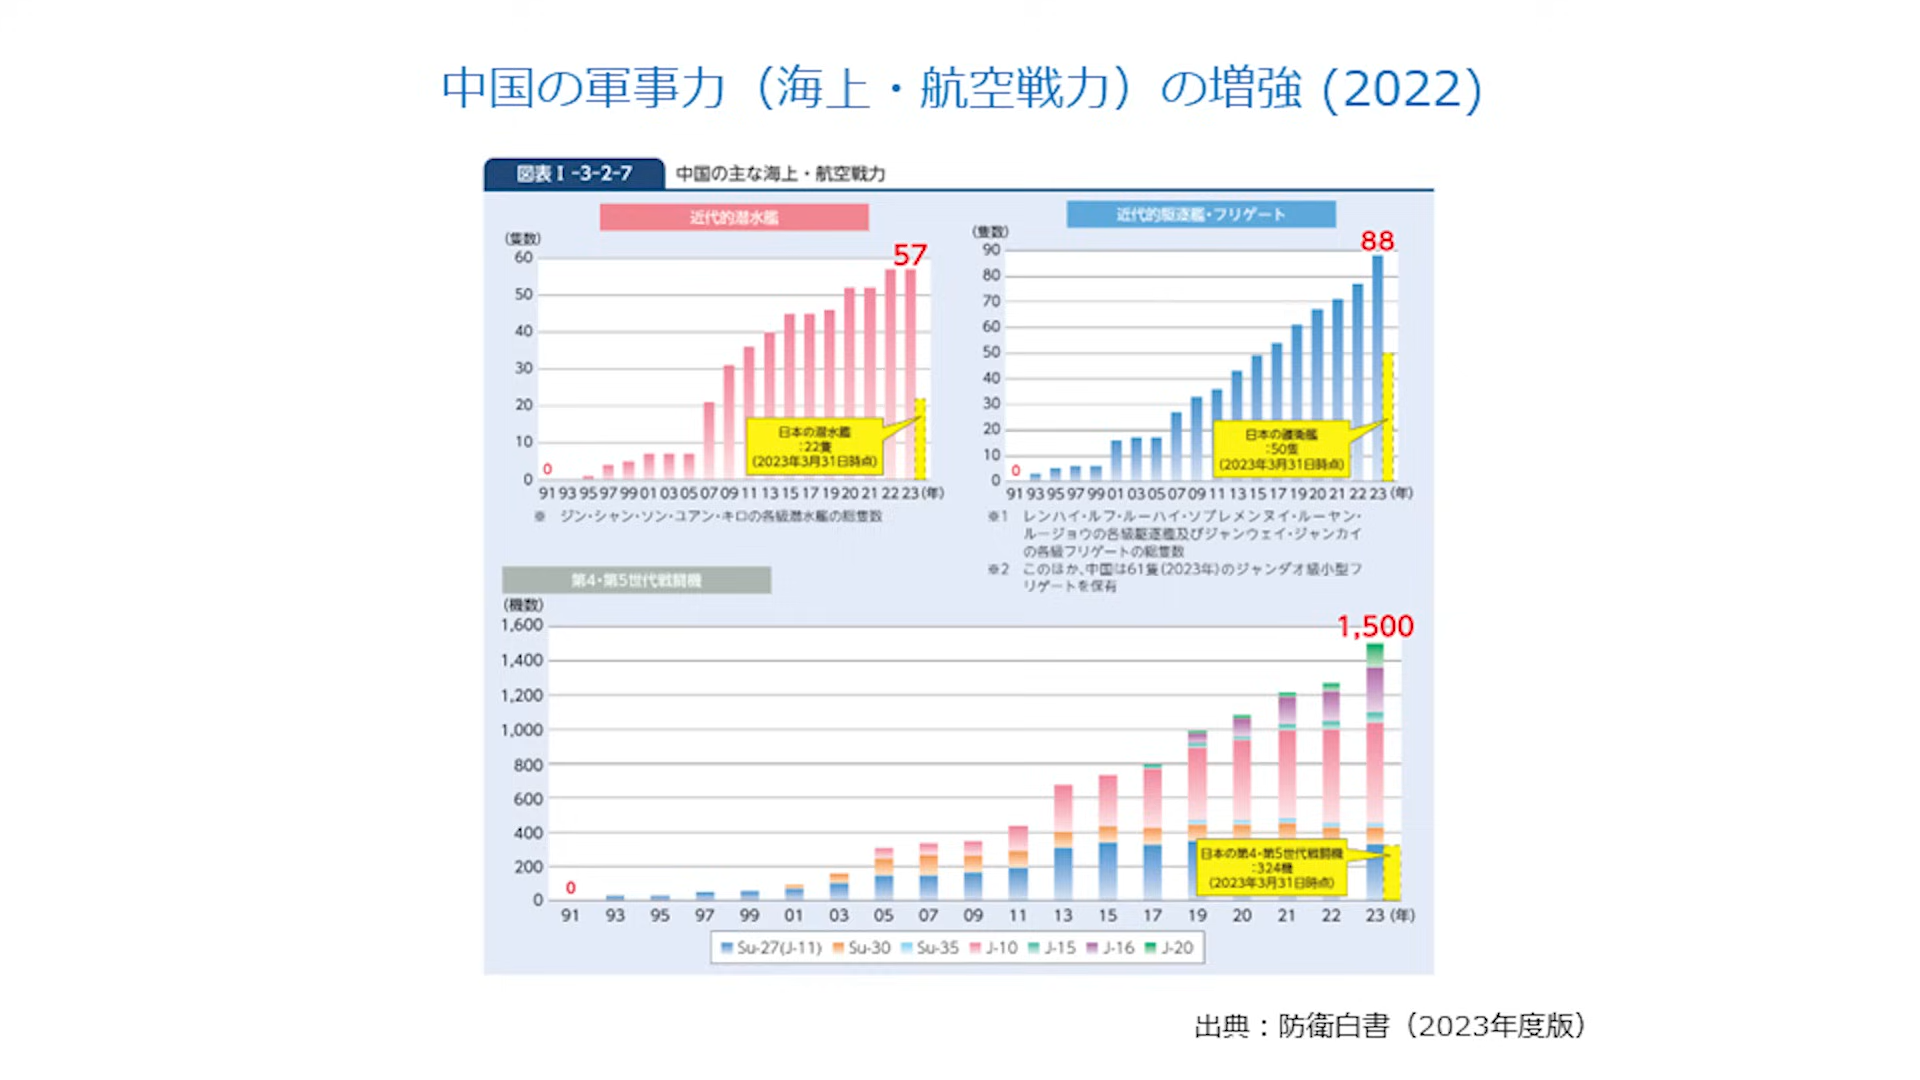 中国の軍事力（海上・航空戦力）の増強 (2022)
図表Ⅰ-3-2-7 中国の主な海上・航空戦力
近代的潜水艦
(隻数)
57
60
50
40
30
20
10
0
0
日本の潜水艦
:22隻
(2023年3月31日時点)
91 93 95 97 99 01 03 05 07 09 11 13 15 17 19 20 21 22 23 (年)
※ ジン・シャン・ソン・ユアン・キロの各級潜水艦の総隻数
近代的駆逐艦・フリゲート
(隻数)
88
90
80
70
60
50
40
30
20
10
0
0
日本の護衛艦
:50隻
(2023年3月31日時点)
91 93 95 97 99 01 03 05 07 09 11 13 15 17 19 20 21 22 23 (年)
※1 レンハイ・ルフ・ルーハイ・ソブレメンヌイ・ルーヤン・
ルージョウの各級駆逐艦及びジャンウェイ・ジャンカイ
の各級フリゲートの総隻数
※2 このほか、中国は61隻(2023年)のジャンダオ級小型フ
リゲートを保有
第4・第5世代戦闘機
(機数)
1,500
1,600
1,400
1,200
1,000
800
600
400
200
0
0
日本の第4・第5世代戦闘機
:324機
(2023年3月31日時点)
91 93 95 97 99 01 03 05 07 09 11 13 15 17 19 20 21 22 23 (年)
Su-27(J-11) Su-30 Su-35 J-10 J-15 J-16 J-20
出典：防衛白書（2023年度版）